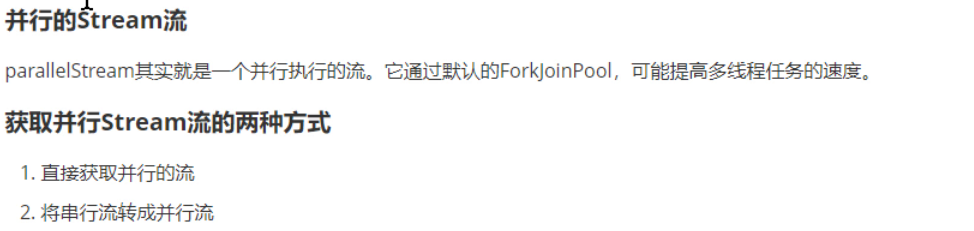 并行的Stream流
parallelStream其实就是一个并行执行的流。它通过默认的ForkJoinPool，可能提高多线程任务的速度。
获取并行Stream流的两种方式
1. 直接获取并行的流
2. 将串行流转成并行流